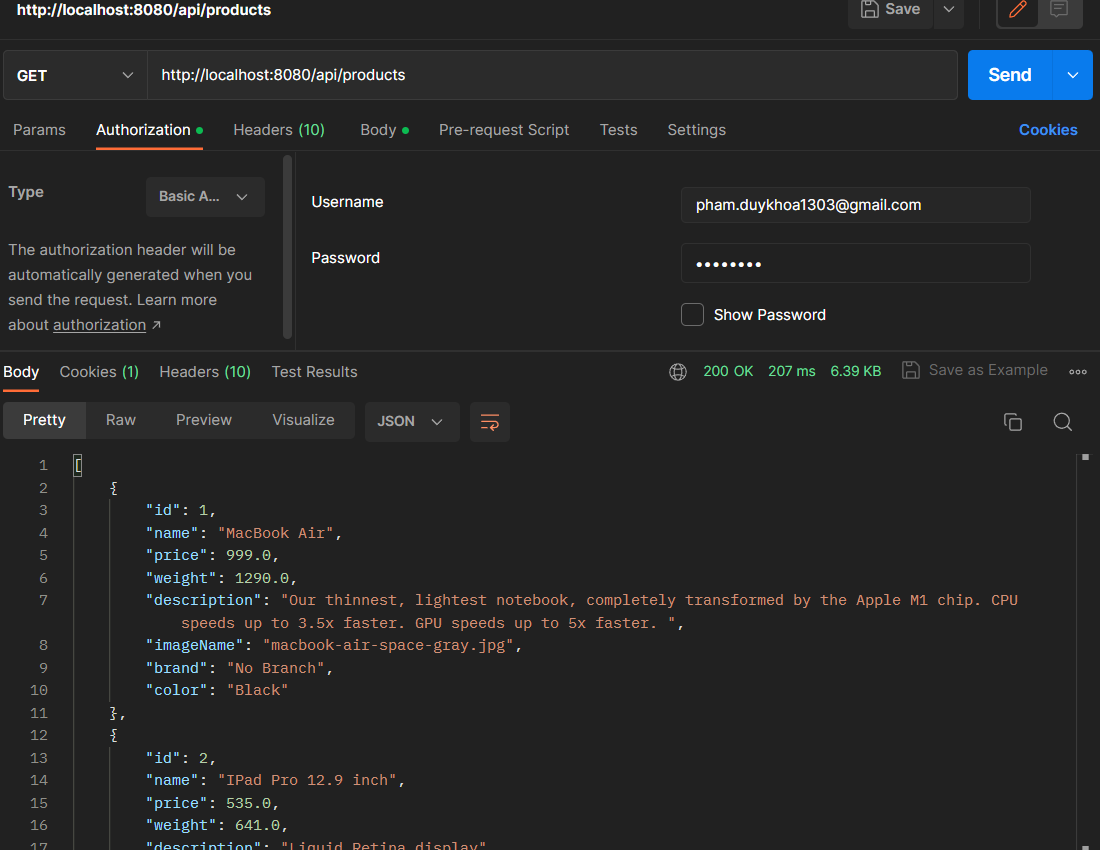 http://localhost:8080/api/products
Save
GET
http://localhost:8080/api/products
Send
Params
Authorization
Headers (10)
Body
Pre-request Script
Tests
Settings
Cookies
Type
Basic A...
The authorization header will be
automatically generated when you
send the request. Learn more
about authorization ↗
Username
pham.duykhoa1303@gmail.com
Password
••••••••
Show Password
Body
Cookies (1)
Headers (10)
Test Results
200 OK
207 ms
6.39 KB
Save as Example
Pretty
Raw
Preview
Visualize
JSON
1 [
2 {
3 "id": 1,
4 "name": "MacBook Air",
5 "price": 999.0,
6 "weight": 1290.0,
7 "description": "Our thinnest, lightest notebook, completely transformed by the Apple M1 chip. CPU
speeds up to 3.5x faster. GPU speeds up to 5x faster. ",
8 "imageName": "macbook-air-space-gray.jpg",
9 "brand": "No Branch",
10 "color": "Black"
11 },
12 {
13 "id": 2,
14 "name": "IPad Pro 12.9 inch",
15 "price": 535.0,
16 "weight": 641.0,
17 "description": "Liquid Retina display"